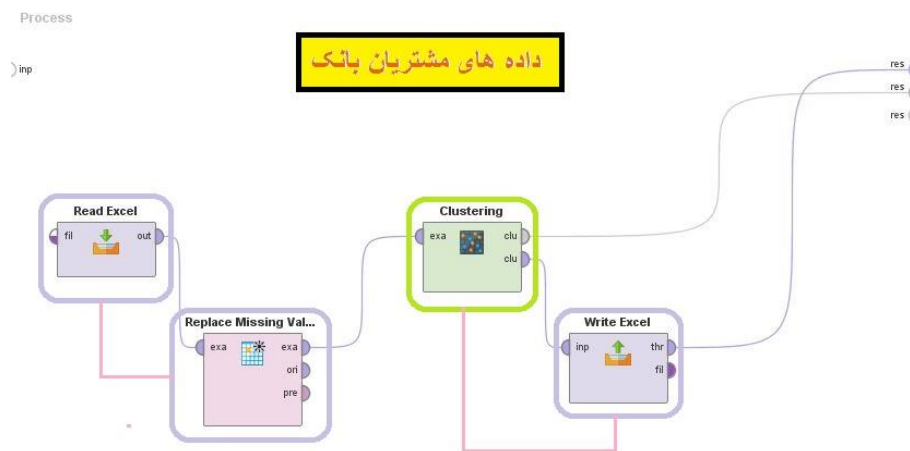 Process
داده های مشتریان بانک
inp
res
res
res
Read Excel
fil
out
Clustering
exa
clu
clu
Replace Missing Val...
exa
exa
ori
pre
Write Excel
inp
thr
fil